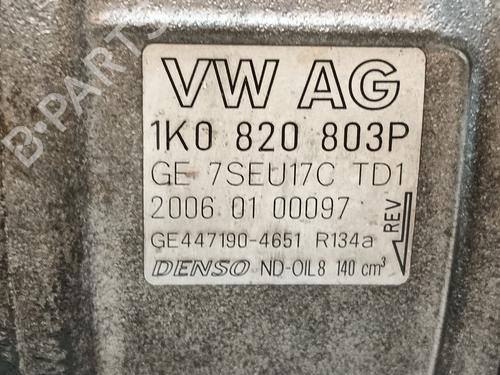 B-PARTS
VW AG
1K0 820 803P
GE 7SEU17C TD1
2006 01 00097
REV
GE447190-4651 R134a
DENSO ND-OIL8 140 cm³